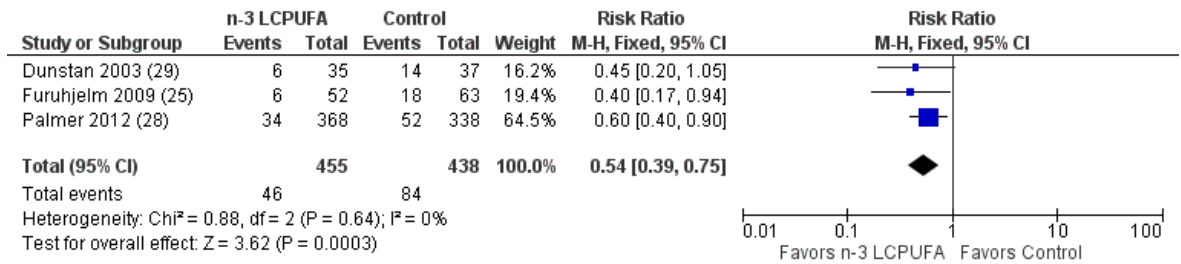 n-3 LCPUFA Control Risk Ratio Risk Ratio
Study or Subgroup Events Total Events Total Weight M-H, Fixed, 95% CI M-H, Fixed, 95% CI
Dunstan 2003 (29) 6 35 14 37 16.2% 0.45 [0.20, 1.05]
Furuhjelm 2009 (25) 6 52 18 63 19.4% 0.40 [0.17, 0.94]
Palmer 2012 (28) 34 368 52 338 64.5% 0.60 [0.40, 0.90]
Total (95% CI) 455 438 100.0% 0.54 [0.39, 0.75]
Total events 46 84
Heterogeneity: Chi² = 0.88, df = 2 (P = 0.64); I² = 0%
Test for overall effect: Z = 3.62 (P = 0.0003)
0.01 0.1 1 10 100
Favors n-3 LCPUFA Favors Control